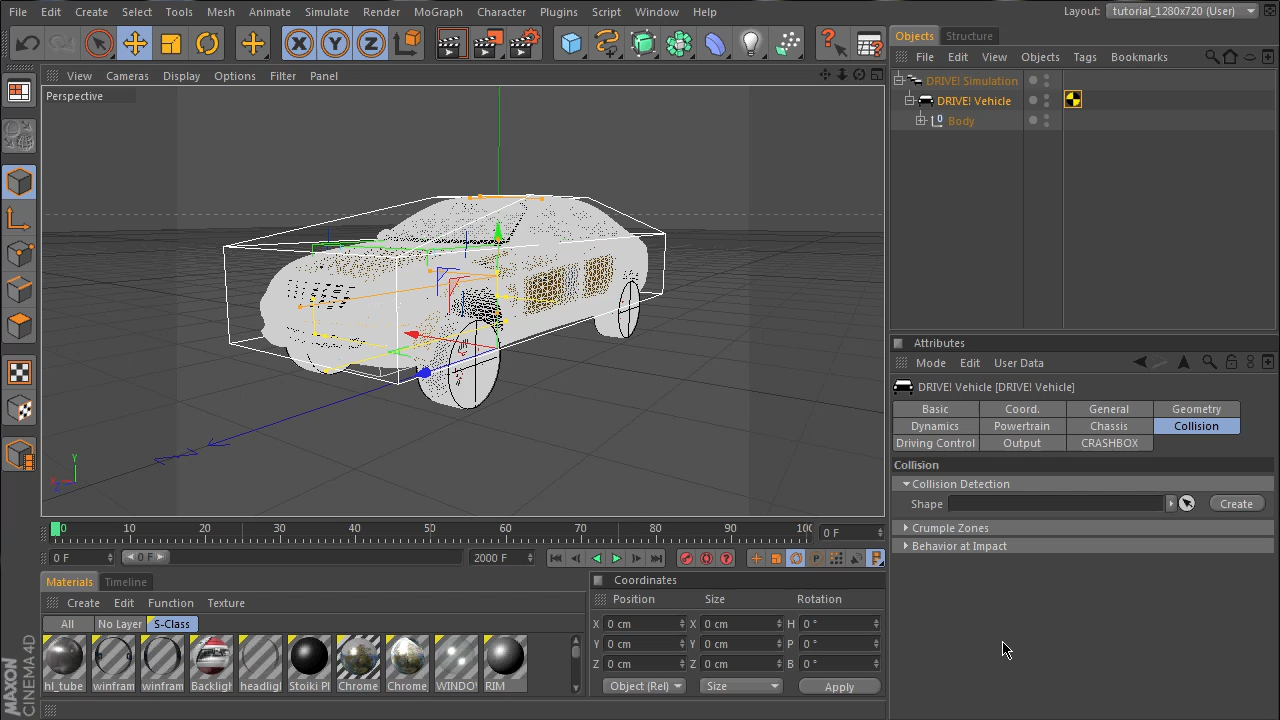 File Edit Create Select Tools Mesh Animate Simulate Render MoGraph Character Plugins Script Window Help
Layout: tutorial_1280x720 (User)
Objects Structure
File Edit View Objects Tags Bookmarks
View Cameras Display Options Filter Panel
Perspective
DRIVE! Simulation
DRIVE! Vehicle
Body
Attributes
Mode Edit User Data
DRIVE! Vehicle [DRIVE! Vehicle]
Basic Coord. General Geometry
Dynamics Powertrain Chassis Collision
Driving Control Output CRASHBOX
Collision
Collision Detection
Shape Create
Crumple Zones
Behavior at Impact
Y
X
Z
0 10 20 30 40 50 60 70 80 90 100
0 F
0 F 0 F 2000 F
Materials Timeline
Create Edit Function Texture
All No Layer S-Class
hl_tube winfram winfram Backligh headligh Stoiki Pl Chrome Chrome_ WINDO RIM
Coordinates
Position Size Rotation
X 0 cm X 0 cm H 0 °
Y 0 cm Y 0 cm P 0 °
Z 0 cm Z 0 cm B 0 °
Object (Rel) Size Apply
MAXON
CINEMA 4D